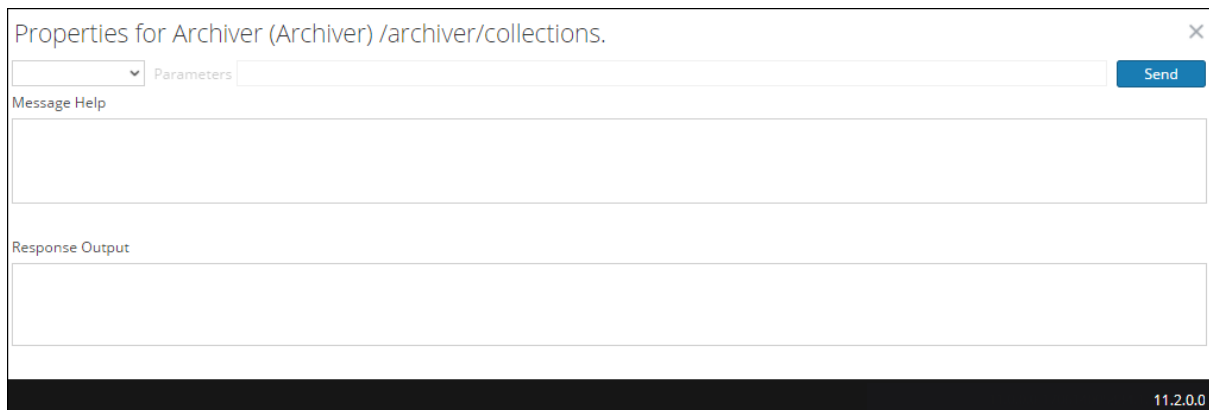 Properties for Archiver (Archiver) /archiver/collections.
Parameters Send
Message Help
Response Output
11.2.0.0